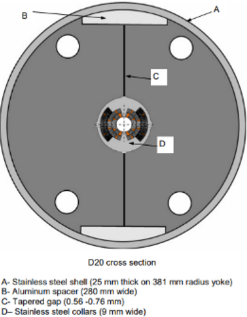 B
A
C
D
D20 cross section
A- Stainless steel shell (25 mm thick on 381 mm radius yoke)
B- Aluminum spacer (280 mm wide)
C- Tapered gap (0.56 -0.76 mm)
D– Stainless steel collars (9 mm wide)